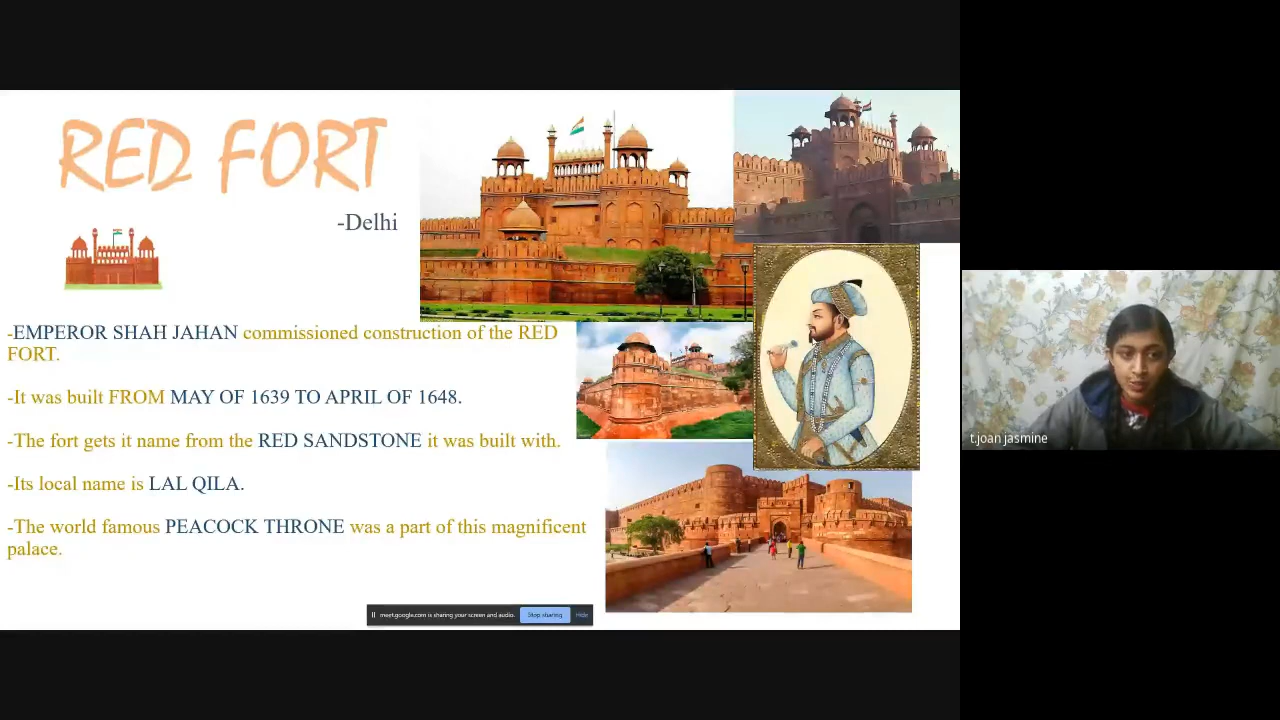 RED FORT
-Delhi
-EMPEROR SHAH JAHAN commissioned construction of the RED
FORT.
-It was built FROM MAY OF 1639 TO APRIL OF 1648.
-The fort gets it name from the RED SANDSTONE it was built with.
-Its local name is LAL QILA.
-The world famous PEACOCK THRONE was a part of this magnificent
palace.
meet.google.com is sharing your screen and audio. Stop sharing Hide
t.joan jasmine